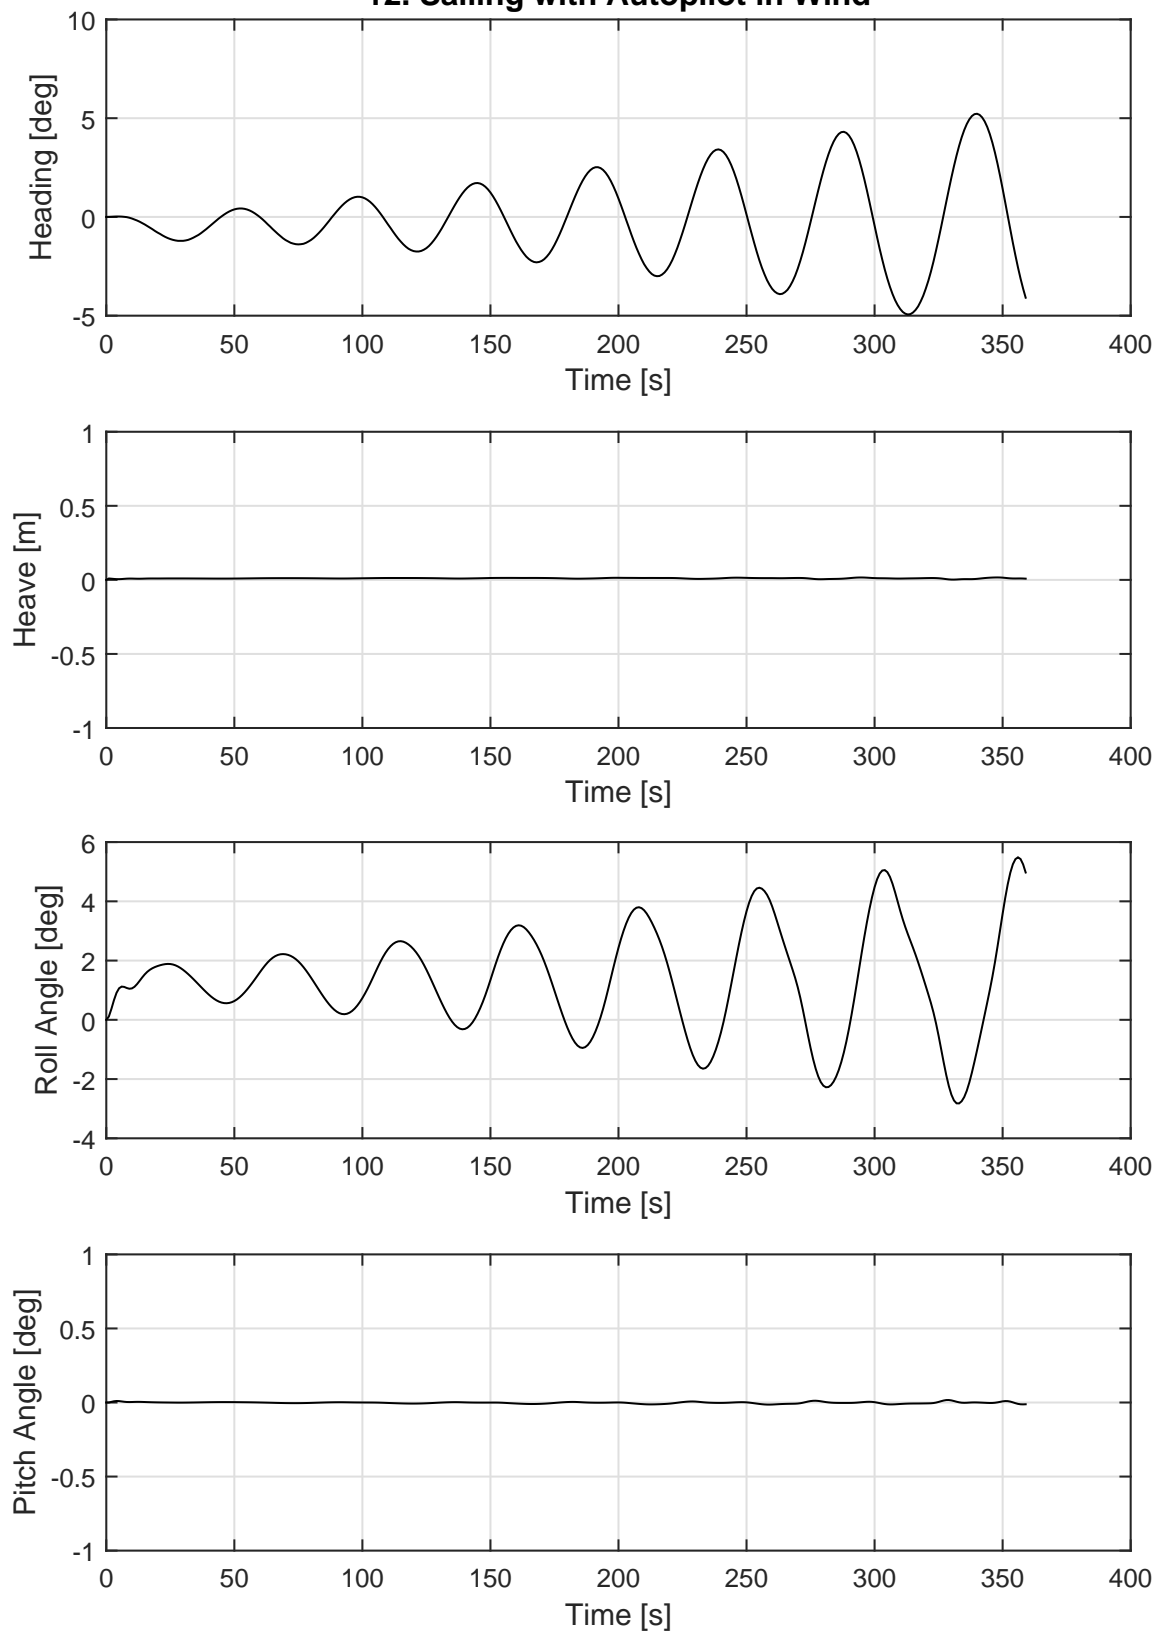 12. Sailing with Autopilot in Wind
10
5
0
-5
Heading [deg]
0 50 100 150 200 250 300 350 400
Time [s]
1
0.5
0
-0.5
-1
Heave [m]
0 50 100 150 200 250 300 350 400
Time [s]
6
4
2
0
-2
-4
Roll Angle [deg]
0 50 100 150 200 250 300 350 400
Time [s]
1
0.5
0
-0.5
-1
Pitch Angle [deg]
0 50 100 150 200 250 300 350 400
Time [s]